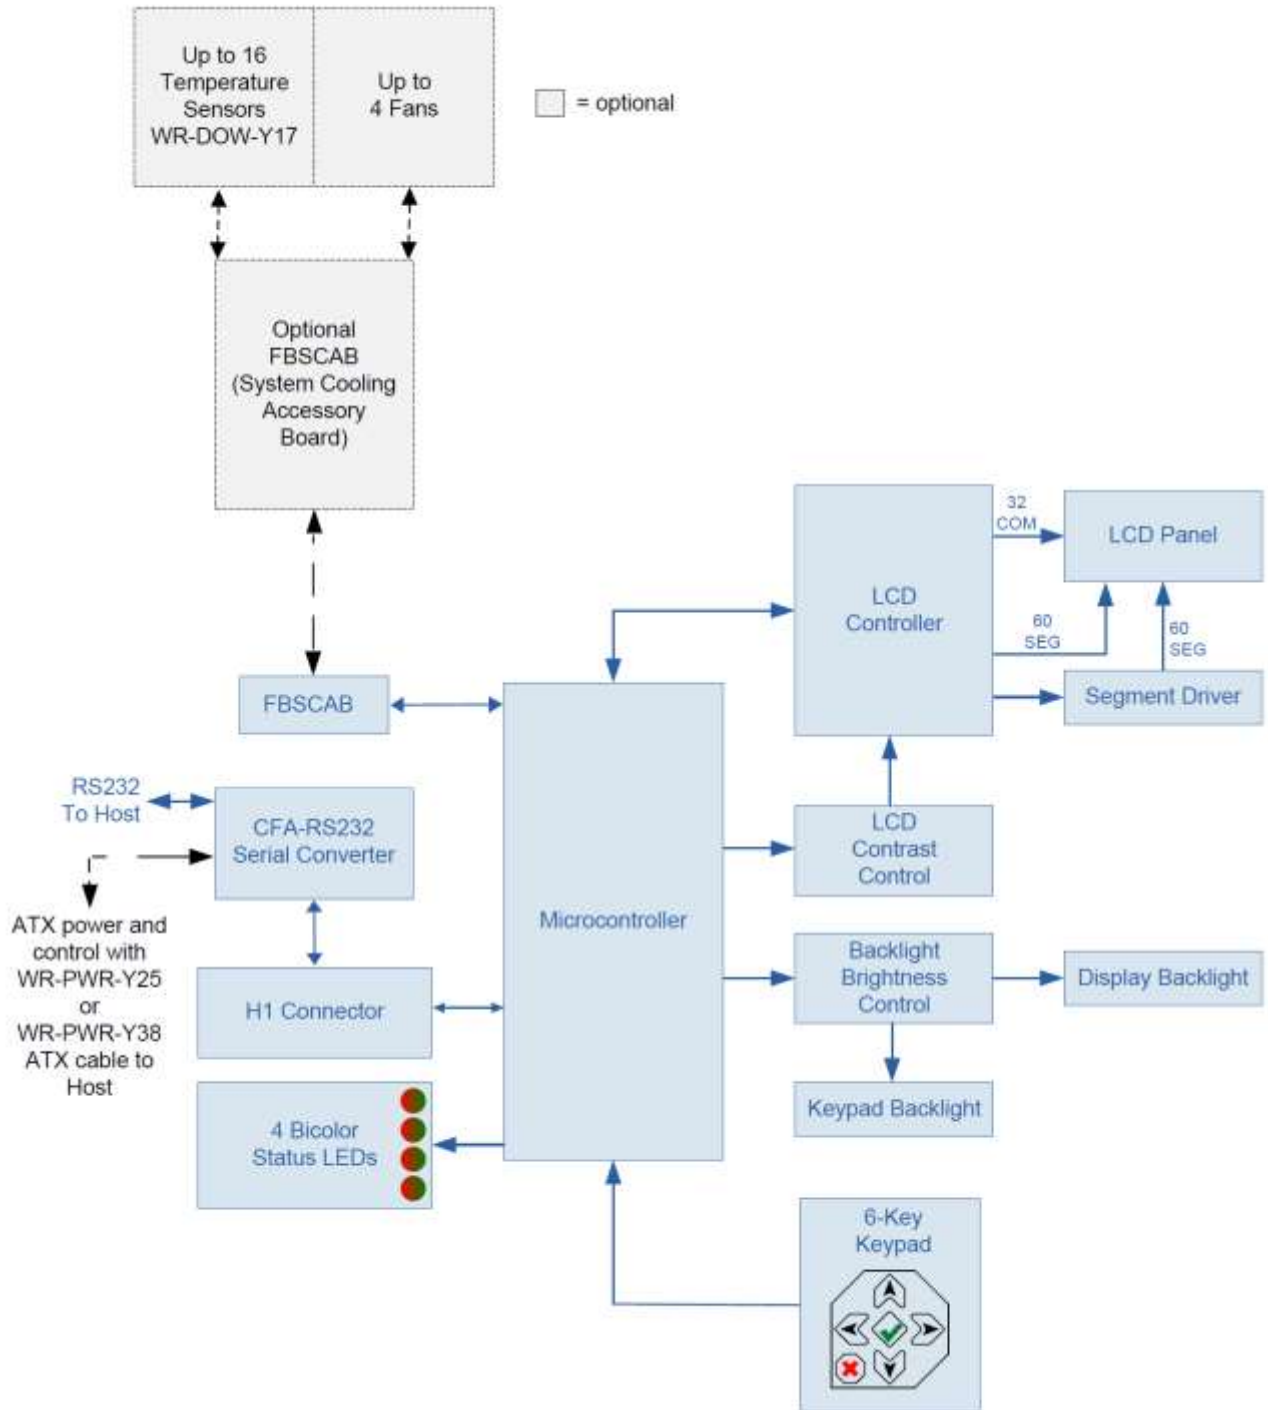 Up to 16
Temperature
Sensors
WR-DOW-Y17
Up to
4 Fans
= optional
Optional
FBSCAB
(System Cooling
Accessory
Board)
32
COM
LCD Panel
LCD
Controller
60
SEG
60
SEG
Segment Driver
FBSCAB
RS232
To Host
CFA-RS232
Serial Converter
LCD
Contrast
Control
ATX power and
control with
WR-PWR-Y25
or
WR-PWR-Y38
ATX cable to
Host
Microcontroller
Backlight
Brightness
Control
Display Backlight
H1 Connector
Keypad Backlight
4 Bicolor
Status LEDs
6-Key
Keypad